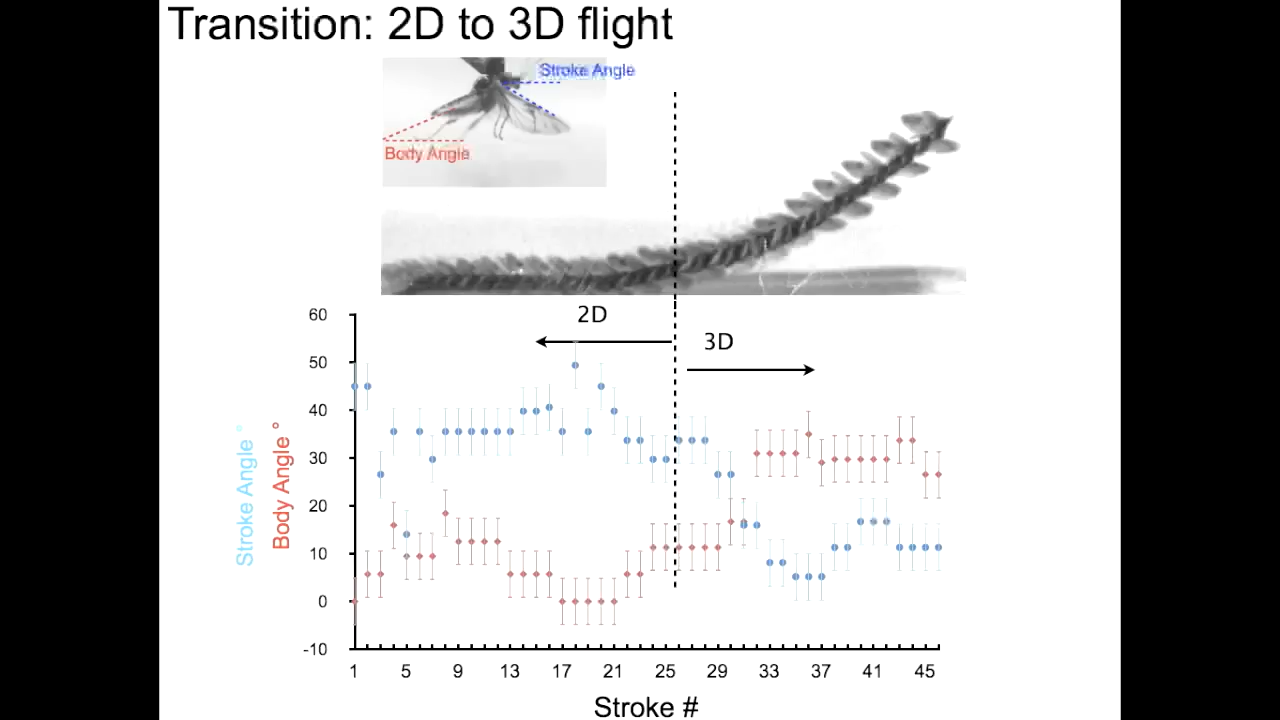 Transition: 2D to 3D flight
Stroke Angle
Body Angle
2D
3D
60
50
40
30
20
10
0
-10
Stroke Angle °
Body Angle °
1 5 9 13 17 21 25 29 33 37 41 45
Stroke #